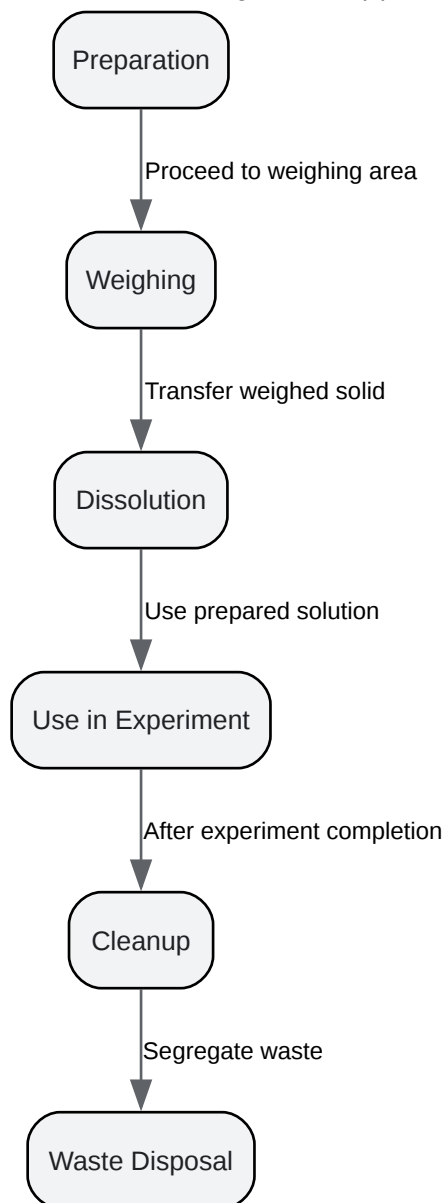 Preparation
Proceed to weighing area
Weighing
Transfer weighed solid
Dissolution
Use prepared solution
Use in Experiment
After experiment completion
Cleanup
Segregate waste
Waste Disposal